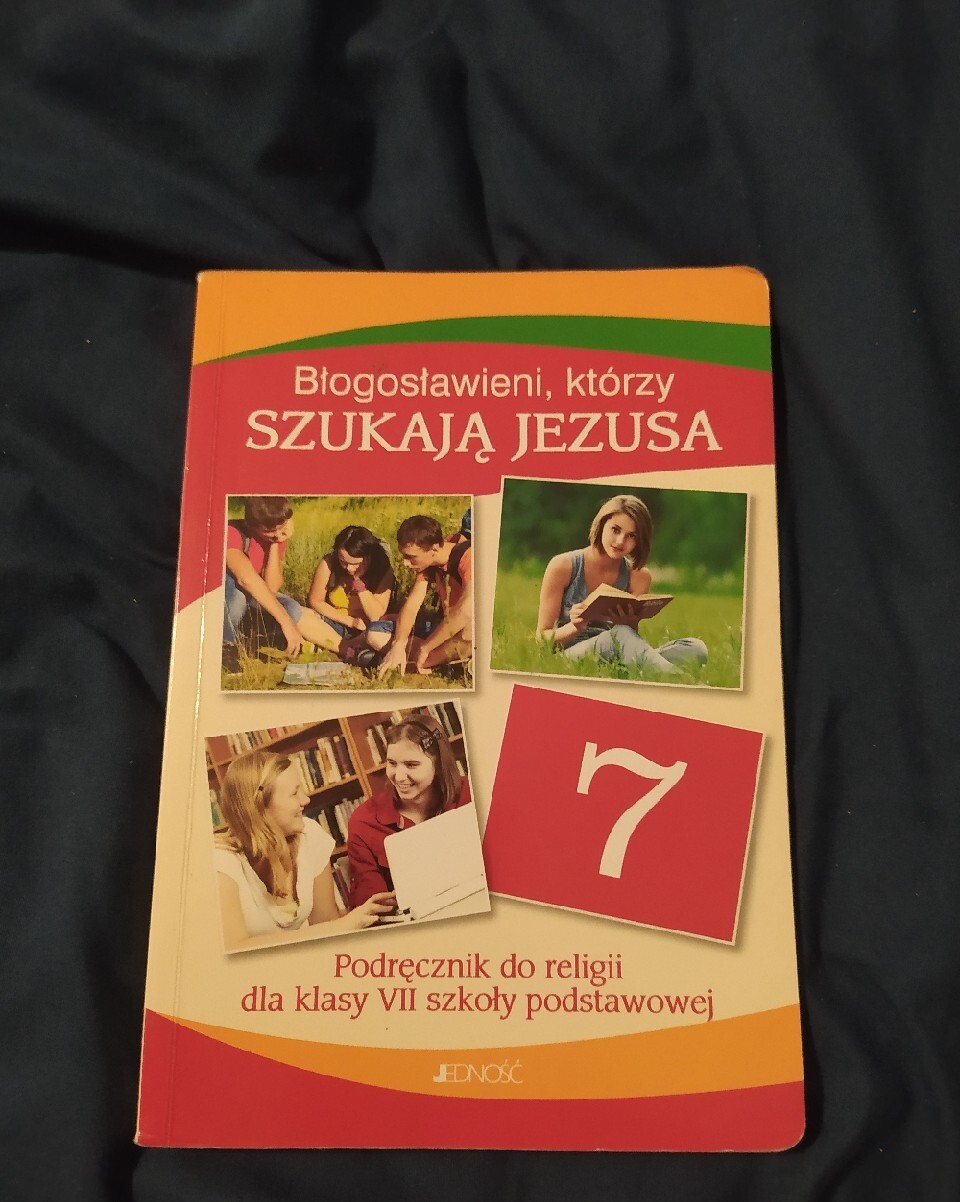 Błogosławieni, którzy
SZUKAJĄ JEZUSA
7
Podręcznik do religii
dla klasy VII szkoły podstawowej
JEDNOŚĆ